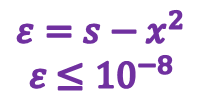 ε = s − x²
ε ≤ 10⁻⁸